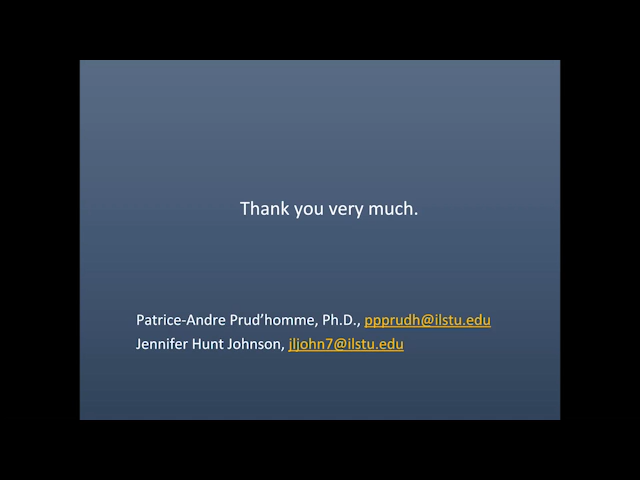 Thank you very much.
Patrice-Andre Prud’homme, Ph.D., ppprudh@ilstu.edu
Jennifer Hunt Johnson, jljohn7@ilstu.edu